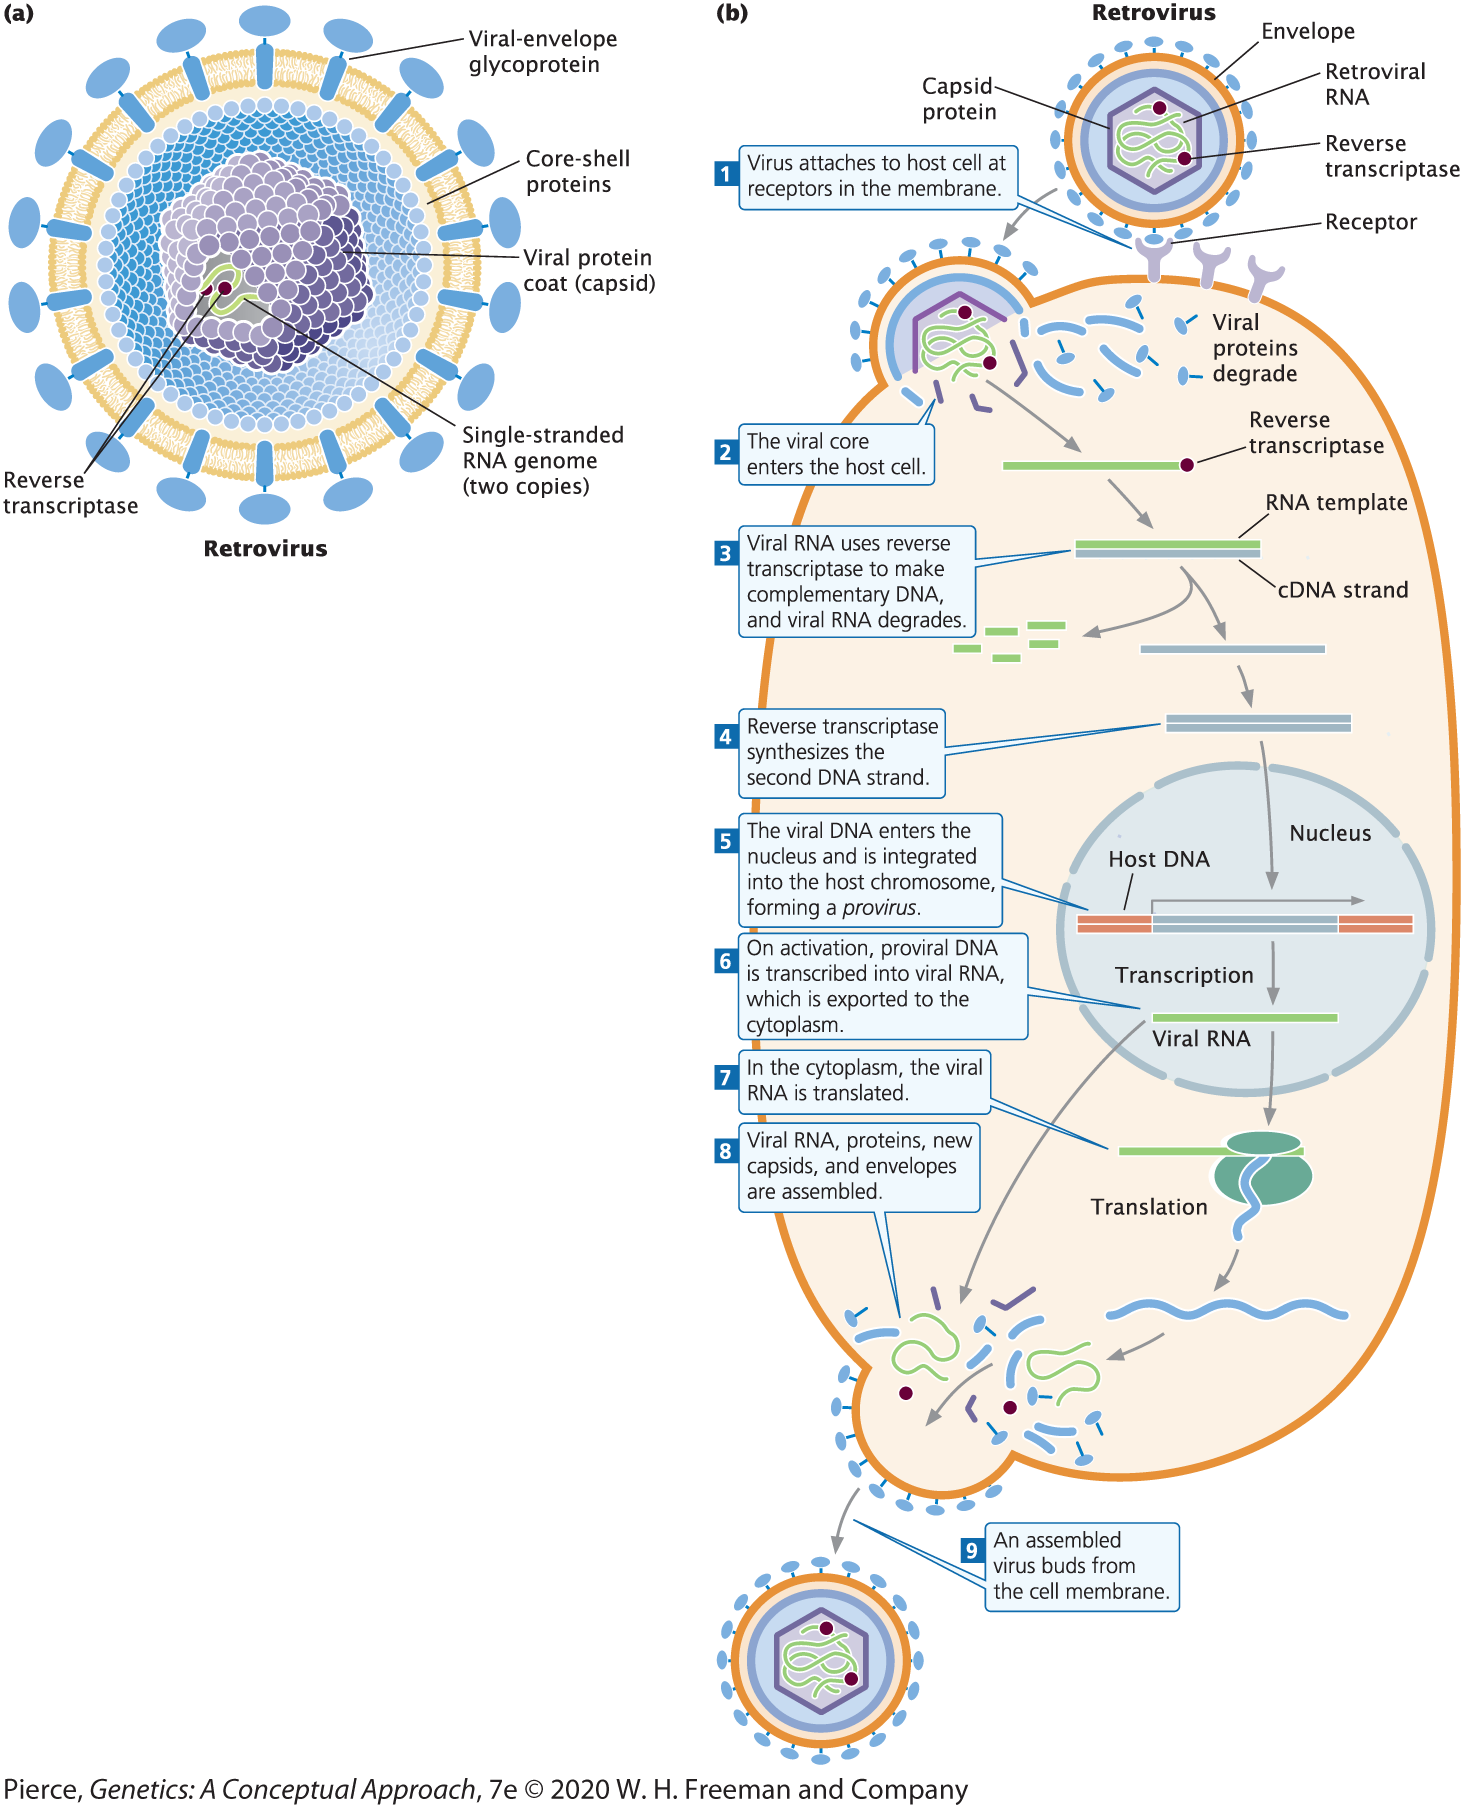 (a)
Viral-envelope
glycoprotein
Core-shell
proteins
Viral protein
coat (capsid)
Single-stranded
RNA genome
(two copies)
Reverse
transcriptase
Retrovirus
(b)
Retrovirus
Envelope
Capsid
protein
Retroviral
RNA
Reverse
transcriptase
Receptor
1 Virus attaches to host cell at
receptors in the membrane.
Viral
proteins
degrade
2 The viral core
enters the host cell.
Reverse
transcriptase
RNA template
3 Viral RNA uses reverse
transcriptase to make
complementary DNA,
and viral RNA degrades.
cDNA strand
4 Reverse transcriptase
synthesizes the
second DNA strand.
5 The viral DNA enters the
nucleus and is integrated
into the host chromosome,
forming a provirus.
Nucleus
Host DNA
6 On activation, proviral DNA
is transcribed into viral RNA,
which is exported to the
cytoplasm.
Transcription
Viral RNA
7 In the cytoplasm, the viral
RNA is translated.
8 Viral RNA, proteins, new
capsids, and envelopes
are assembled.
Translation
9 An assembled
virus buds from
the cell membrane.
Pierce, Genetics: A Conceptual Approach, 7e © 2020 W. H. Freeman and Company